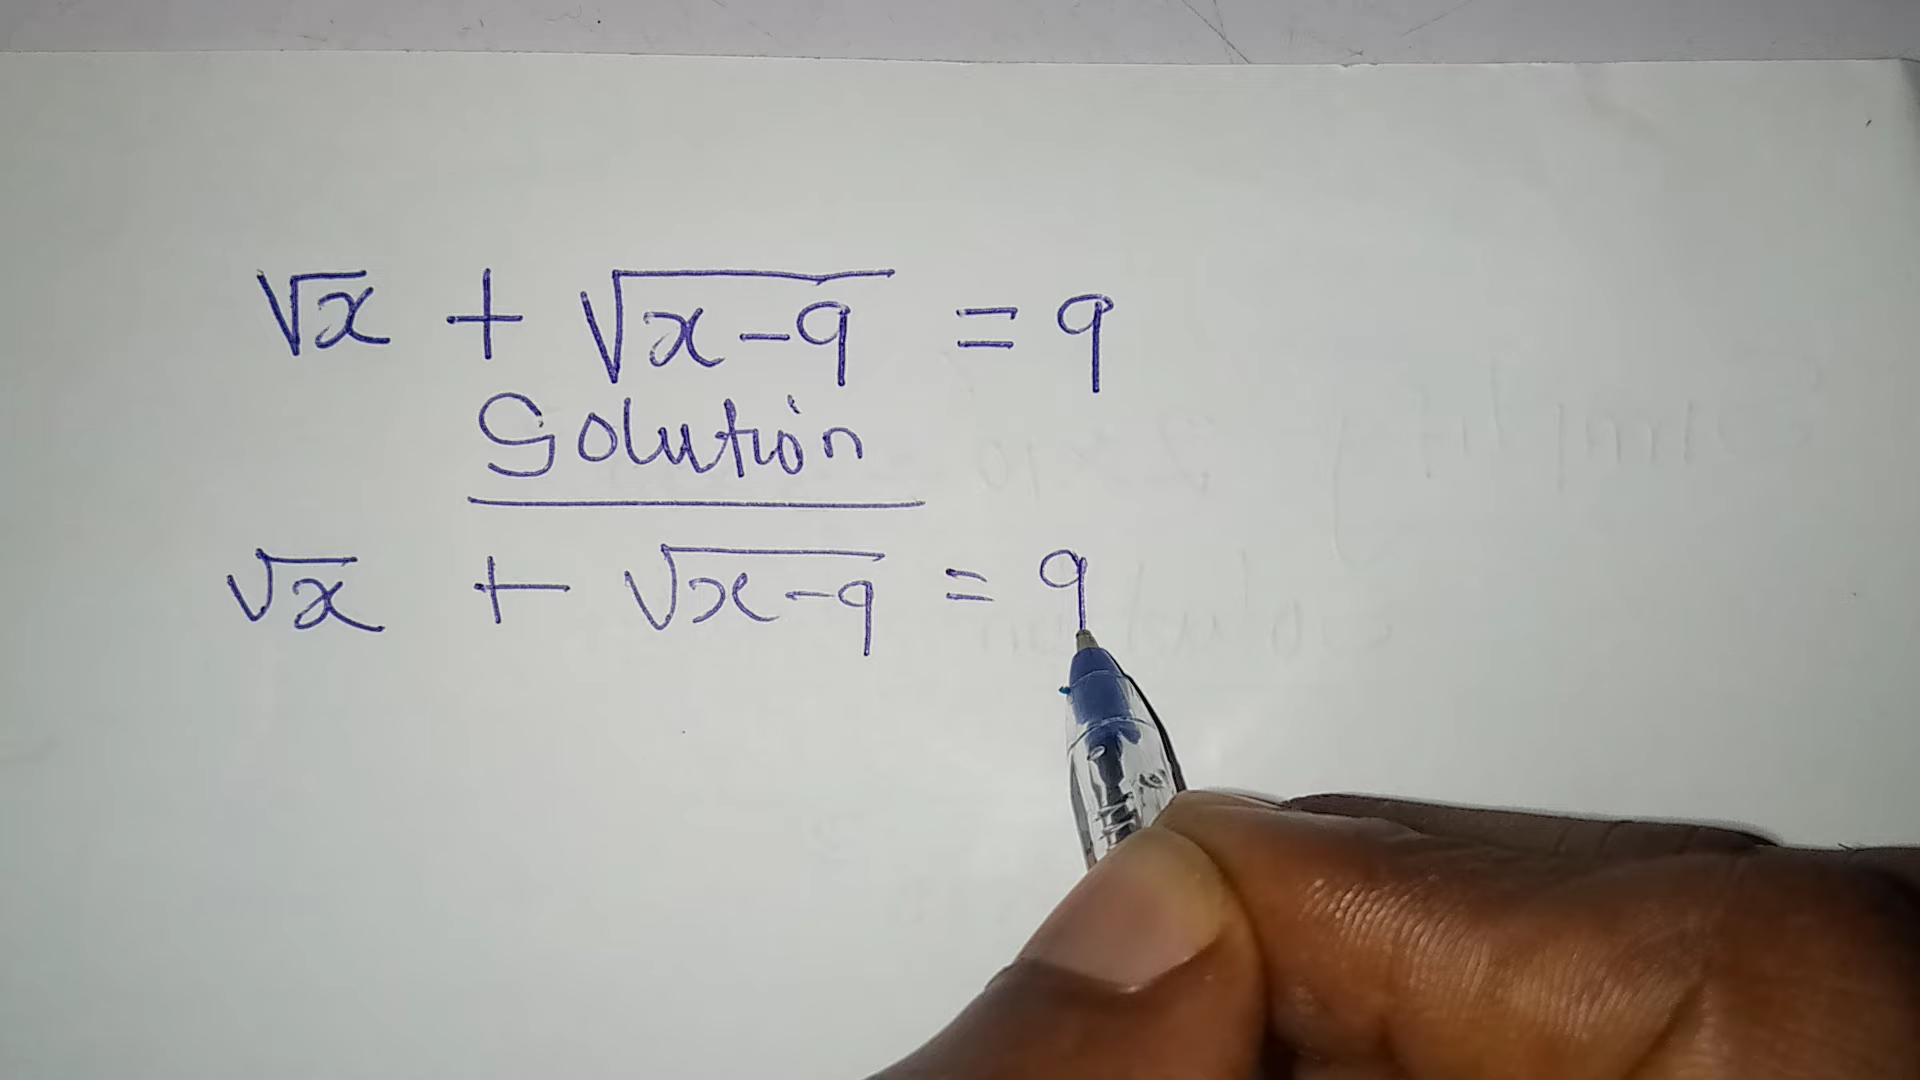 √x + √x-9 = 9
Solution
√x + √x-9 = 9